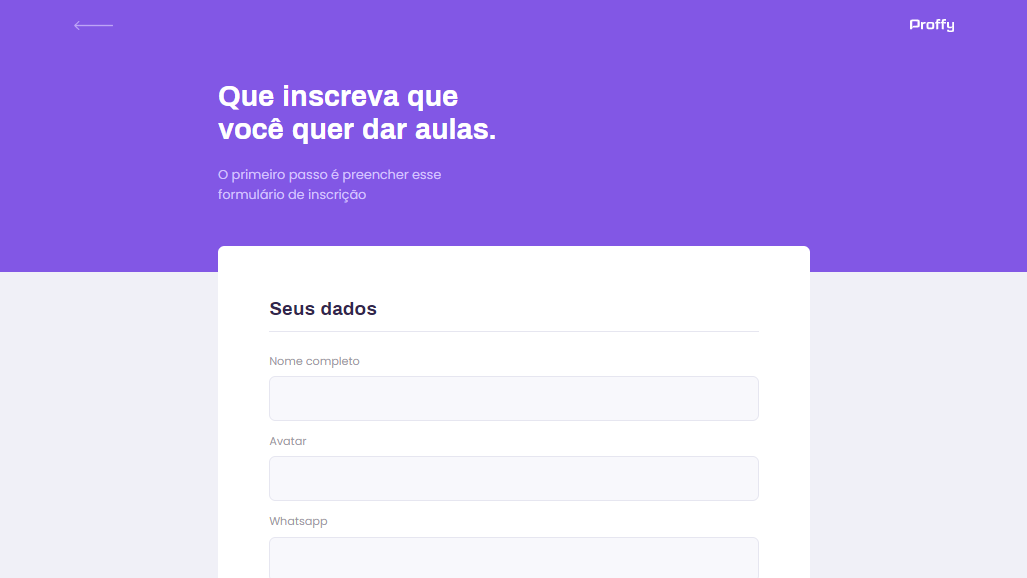 Proffy
Que inscreva que
você quer dar aulas.
O primeiro passo é preencher esse
formulário de inscrição
Seus dados
Nome completo
Avatar
Whatsapp